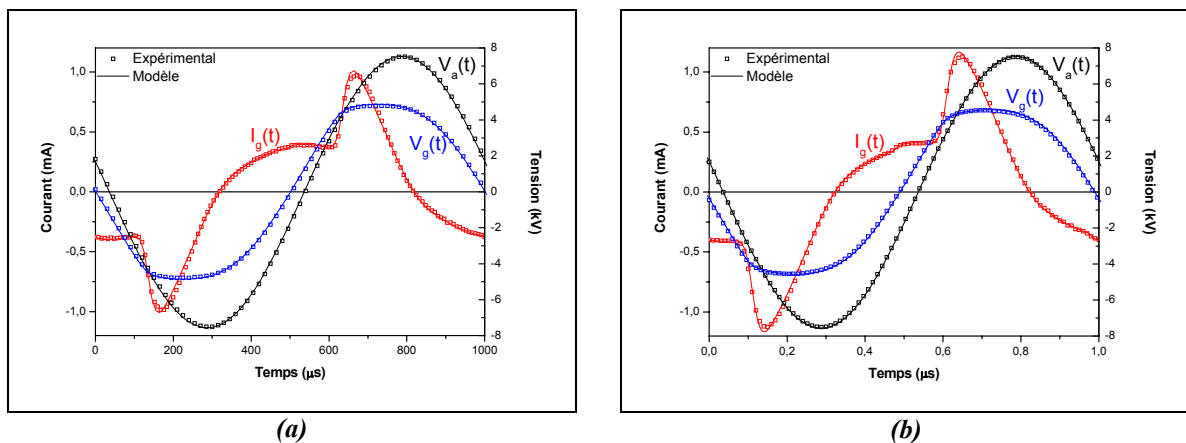 Expérimental
Modèle
V_a(t)
I_g(t)
V_g(t)
Courant (mA)
1,0
0,5
0,0
-0,5
-1,0
Tension (kV)
8
6
4
2
0
-2
-4
-6
-8
0 200 400 600 800 1000
Temps (μs)
(a)
Expérimental
Modèle
V_a(t)
V_g(t)
I_g(t)
Courant (mA)
1,0
0,5
0,0
-0,5
-1,0
Tension (kV)
8
6
4
2
0
-2
-4
-6
-8
0,0 0,2 0,4 0,6 0,8 1,0
Temps (μs)
(b)